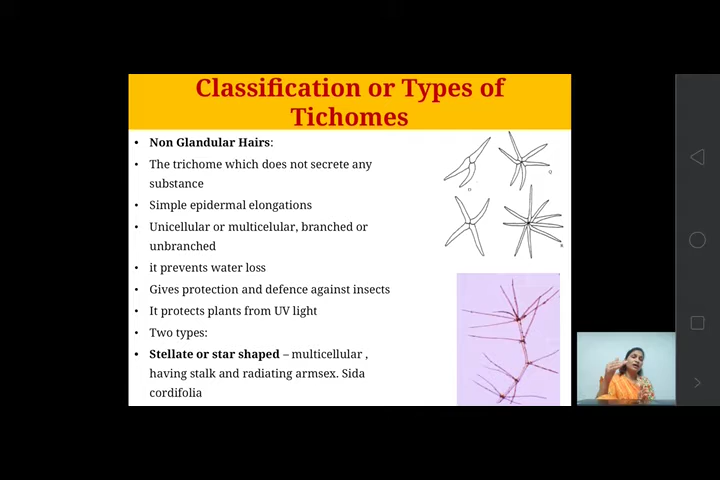 Classification or Types of
Tichomes
• Non Glandular Hairs:
• The trichome which does not secrete any
substance
• Simple epidermal elongations
• Unicellular or multicelular, branched or
unbranched
• it prevents water loss
• Gives protection and defence against insects
• It protects plants from UV light
• Two types:
• Stellate or star shaped – multicellular ,
having stalk and radiating armsex. Sida
cordifolia